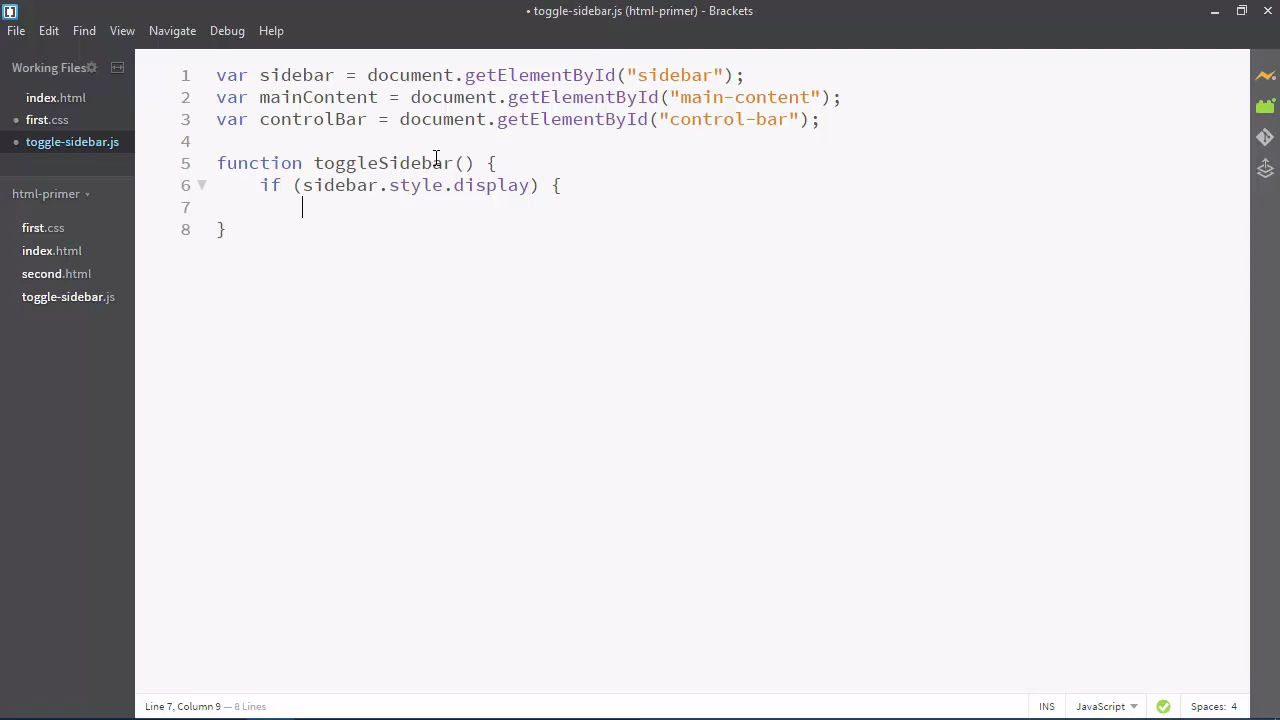 • toggle-sidebar.js (html-primer) - Brackets
File Edit Find View Navigate Debug Help
Working Files
index.html
first.css
toggle-sidebar.js
html-primer
first.css
index.html
second.html
toggle-sidebar.js
1 var sidebar = document.getElementById("sidebar");
2 var mainContent = document.getElementById("main-content");
3 var controlBar = document.getElementById("control-bar");
4
5 function toggleSidebar() {
6     if (sidebar.style.display) {
7
8 }
Line 7, Column 9 — 8 Lines
INS JavaScript Spaces: 4